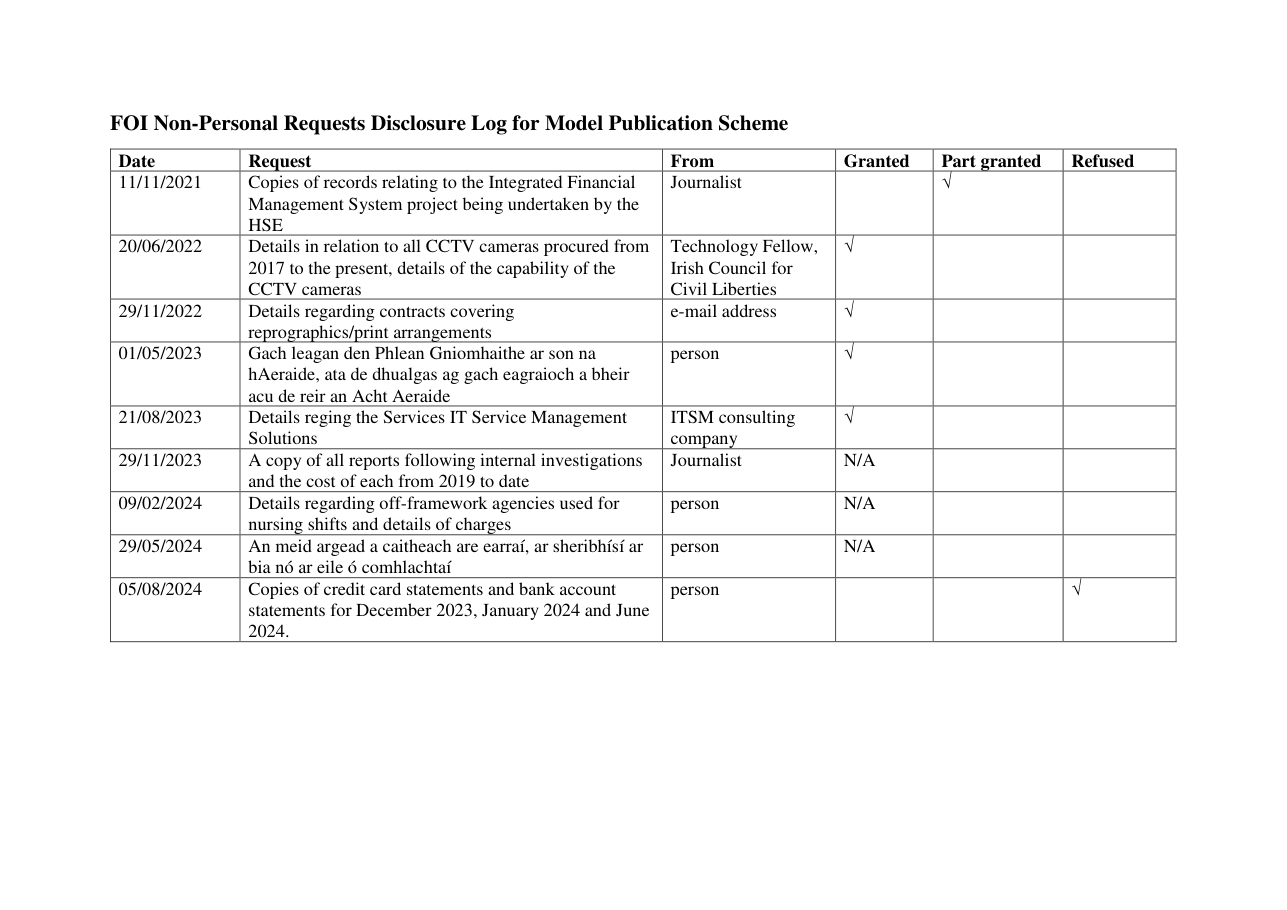 FOI Non-Personal Requests Disclosure Log for Model Publication Scheme
Date Request From Granted Part granted Refused
11/11/2021 Copies of records relating to the Integrated Financial Journalist √
Management System project being undertaken by the
HSE
20/06/2022 Details in relation to all CCTV cameras procured from Technology Fellow, √
2017 to the present, details of the capability of the Irish Council for
CCTV cameras Civil Liberties
29/11/2022 Details regarding contracts covering e-mail address √
reprographics/print arrangements
01/05/2023 Gach leagan den Phlean Gniomhaithe ar son na person √
hAeraide, ata de dhualgas ag gach eagraioch a bheir
acu de reir an Acht Aeraide
21/08/2023 Details reging the Services IT Service Management ITSM consulting √
Solutions company
29/11/2023 A copy of all reports following internal investigations Journalist N/A
and the cost of each from 2019 to date
09/02/2024 Details regarding off-framework agencies used for person N/A
nursing shifts and details of charges
29/05/2024 An meid argead a caitheach are earraí, ar sheribhísí ar person N/A
bia nó ar eile ó comhlachtaí
05/08/2024 Copies of credit card statements and bank account person √
statements for December 2023, January 2024 and June
2024.